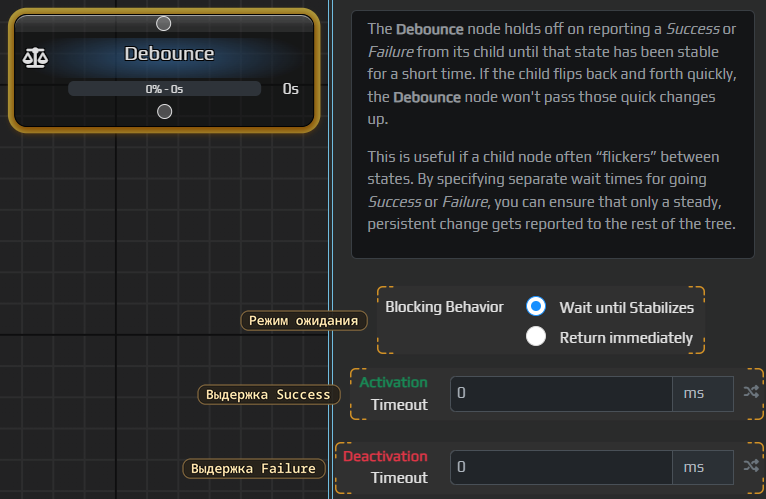 Debounce
0% - 0s
0s
The Debounce node holds off on reporting a Success or
Failure from its child until that state has been stable
for a short time. If the child flips back and forth quickly,
the Debounce node won't pass those quick changes
up.
This is useful if a child node often “flickers” between
states. By specifying separate wait times for going
Success or Failure, you can ensure that only a steady,
persistent change gets reported to the rest of the tree.
Режим ожидания
Blocking Behavior
Wait until Stabilizes
Return immediately
Выдержка Success
Activation
Timeout
0
ms
Выдержка Failure
Deactivation
Timeout
0
ms